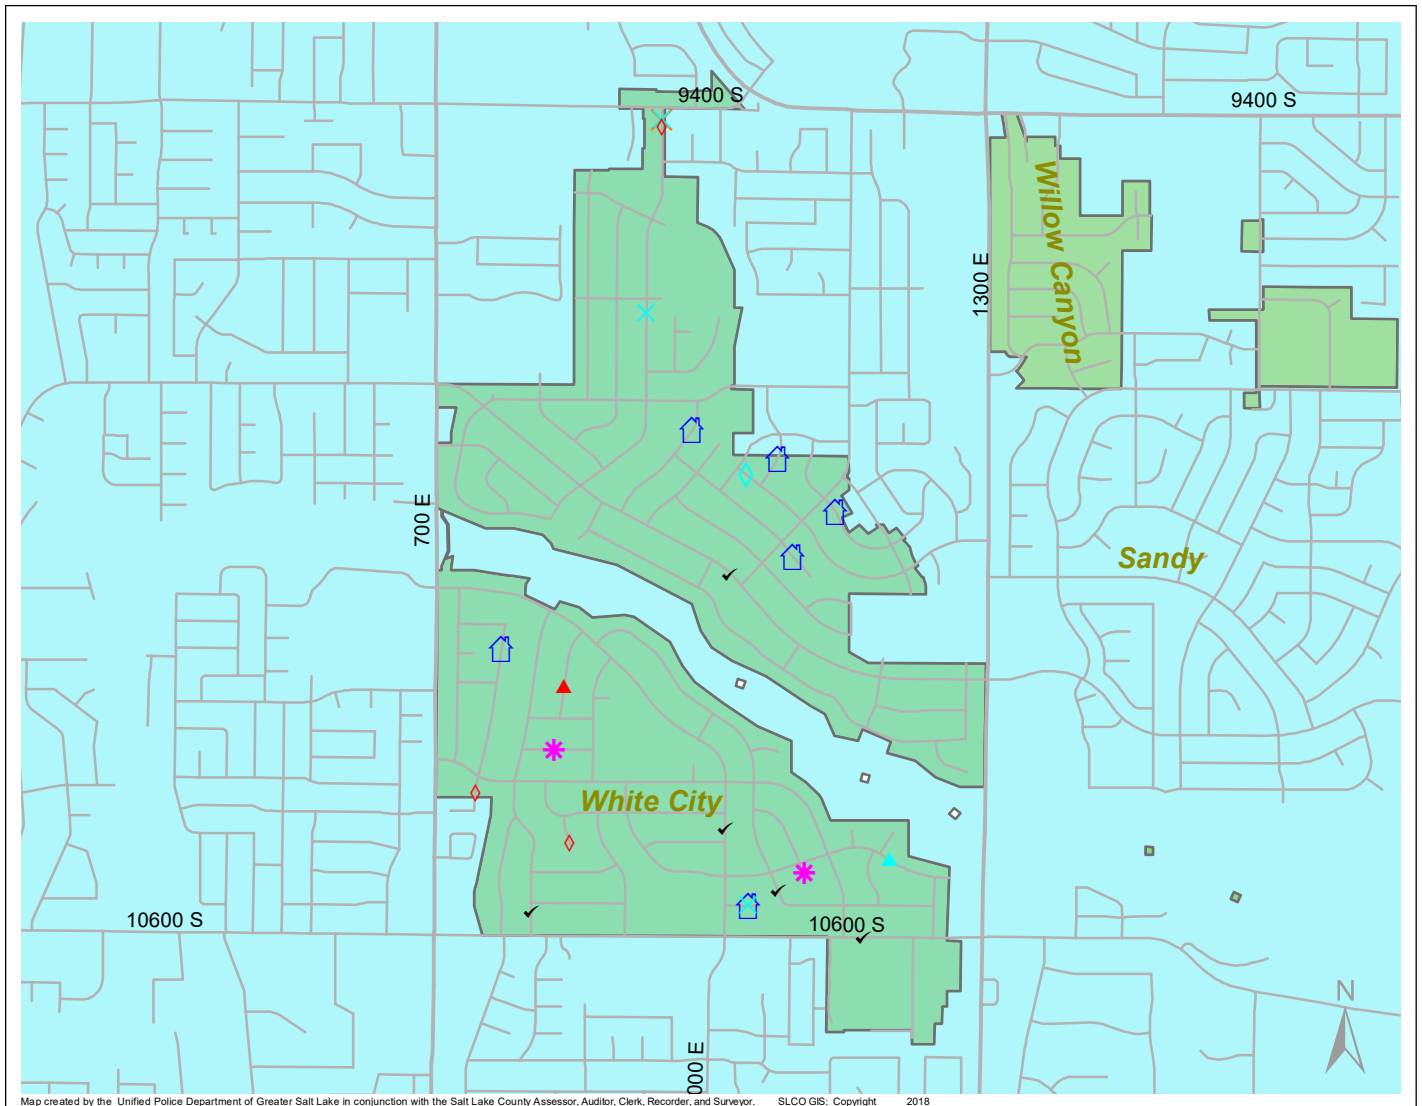 9400 S
9400 S
Willow Canyon
1300 E
700 E
Sandy
White City
10600 S
10600 S
N
000 E
Map created by the Unified Police Department of Greater Salt Lake in conjunction with the Salt Lake County Assessor, Auditor, Clerk, Recorder, and Surveyor. SLCO GIS: Copyright 2018